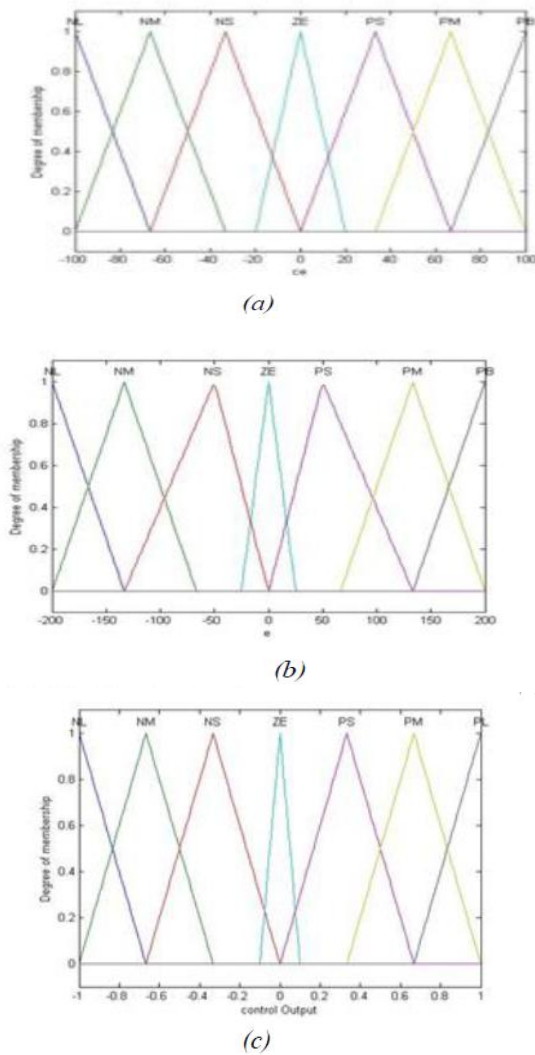 NL NM NS ZE PS PM PB
1
0.8
0.6
0.4
0.2
0
Degree of membership
-100 -80 -60 -40 -20 0 20 40 60 80 100
ce
(a)
NL NM NS ZE PS PM PB
1
0.8
0.6
0.4
0.2
0
Degree of membership
-200 -150 -100 -50 0 50 100 150 200
e
(b)
NL NM NS ZE PS PM PL
1
0.8
0.6
0.4
0.2
0
Degree of membership
-1 -0.8 -0.6 -0.4 -0.2 0 0.2 0.4 0.6 0.8 1
control Output
(c)